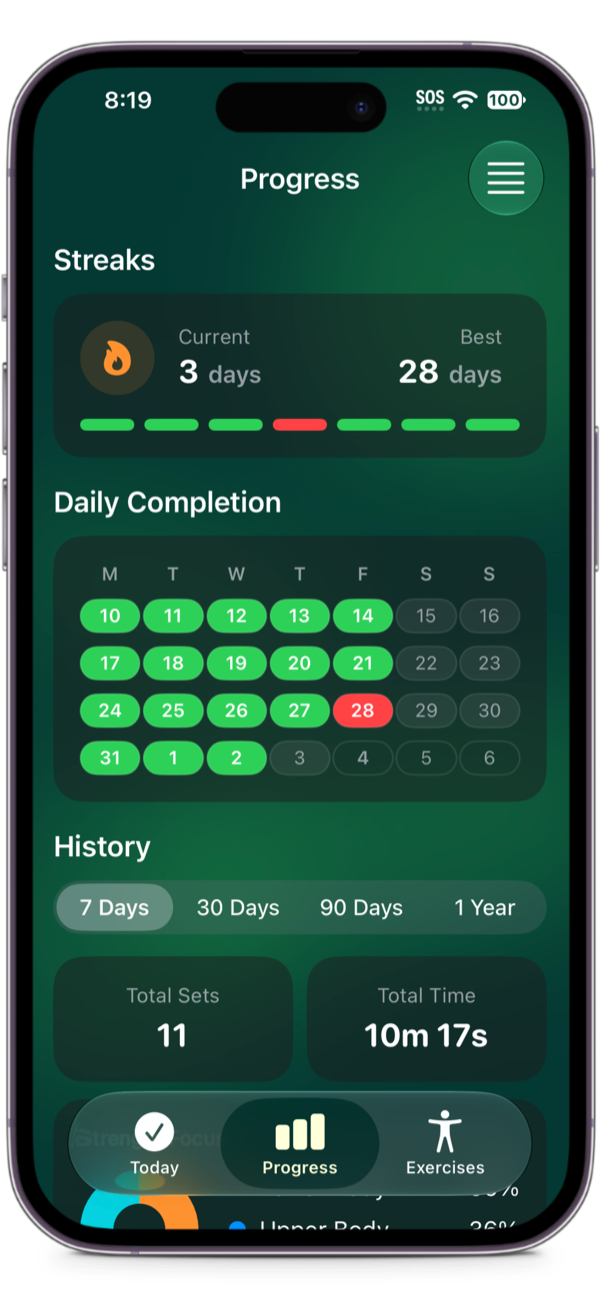 8:19 SOS 100
Progress
Streaks
Current Best
3 days 28 days
Daily Completion
M T W T F S S
10 11 12 13 14 15 16
17 18 19 20 21 22 23
24 25 26 27 28 29 30
31 1 2 3 4 5 6
History
7 Days 30 Days 90 Days 1 Year
Total Sets Total Time
11 10m 17s
Today Progress Exercises
Upper Body 36%